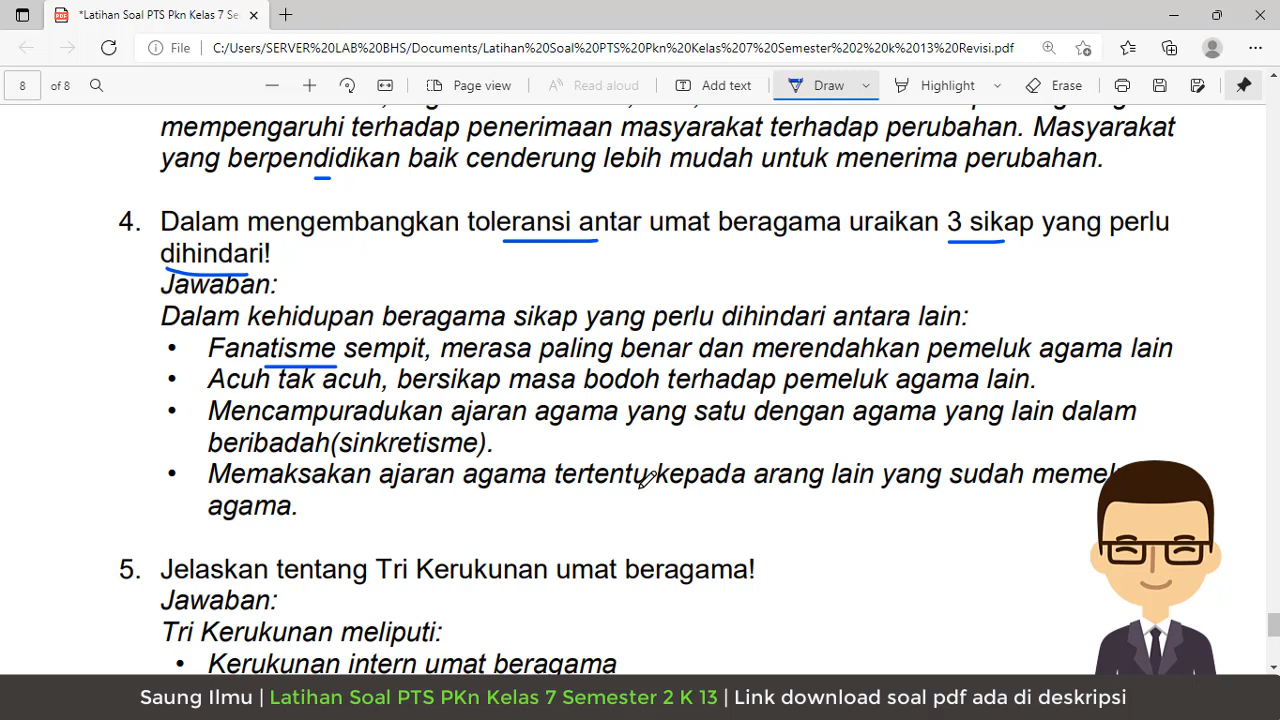 *Latihan Soal PTS Pkn Kelas 7 Se
File C:/Users/SERVER%20LAB%20BHS/Documents/Latihan%20Soal%20PTS%20Pkn%20Kelas%207%20Semester%202%20k%2013%20Revisi.pdf
8 of 8 Page view Read aloud Add text Draw Highlight Erase
mempengaruhi terhadap penerimaan masyarakat terhadap perubahan. Masyarakat
yang berpendidikan baik cenderung lebih mudah untuk menerima perubahan.
4. Dalam mengembangkan toleransi antar umat beragama uraikan 3 sikap yang perlu
dihindari!
Jawaban:
Dalam kehidupan beragama sikap yang perlu dihindari antara lain:
• Fanatisme sempit, merasa paling benar dan merendahkan pemeluk agama lain
• Acuh tak acuh, bersikap masa bodoh terhadap pemeluk agama lain.
• Mencampuradukan ajaran agama yang satu dengan agama yang lain dalam
beribadah(sinkretisme).
• Memaksakan ajaran agama tertentu kepada arang lain yang sudah
agama.
5. Jelaskan tentang Tri Kerukunan umat beragama!
Jawaban:
Tri Kerukunan meliputi:
• Kerukunan intern umat beragama
Saung Ilmu | Latihan Soal PTS PKn Kelas 7 Semester 2 K 13 | Link download soal pdf ada di deskripsi